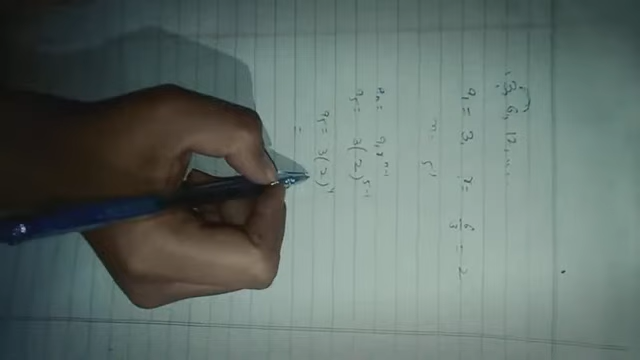 3, 6, 12, ...
a₁ = 3, r = 6/3 = 2
n = 5
aₙ = a₁rⁿ⁻¹
a₅ = 3(2)⁵⁻¹
a₅ = 3(2)⁴
=